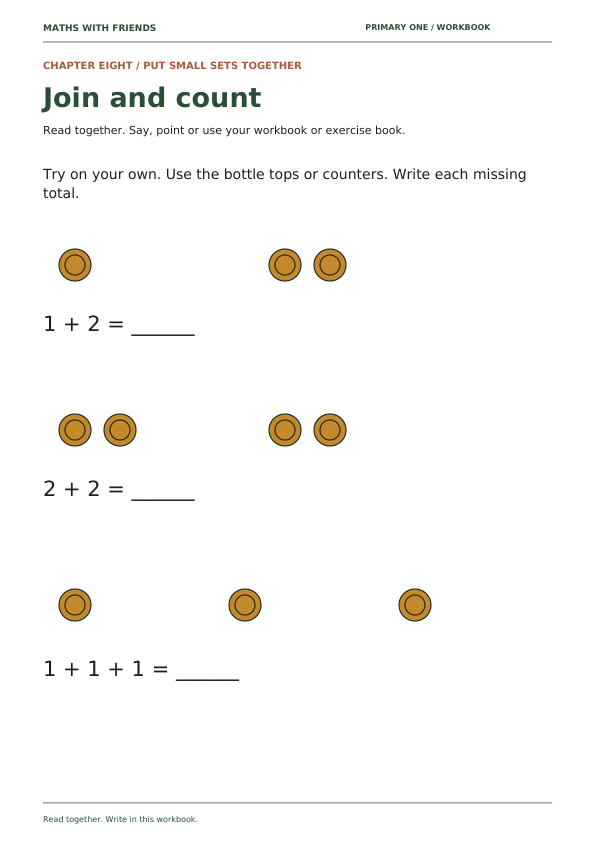 MATHS WITH FRIENDS
PRIMARY ONE / WORKBOOK
CHAPTER EIGHT / PUT SMALL SETS TOGETHER
Join and count
Read together. Say, point or use your workbook or exercise book.
Try on your own. Use the bottle tops or counters. Write each missing
total.
1 + 2 = ______
2 + 2 = ______
1 + 1 + 1 = ______
Read together. Write in this workbook.